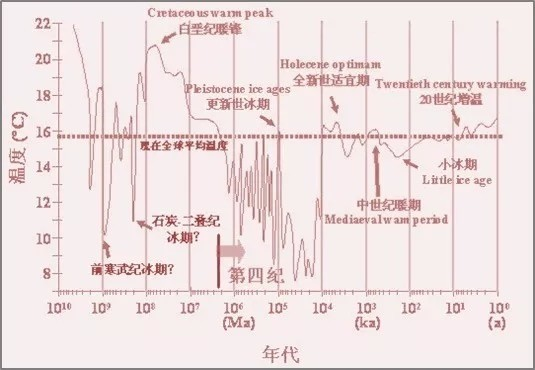 Cretaceous warm peak
白垩纪暖锋
Holocene optimam
全新世适宜期
Pleistocene ice ages
更新世冰期
Twentieth century warming
20世纪增温
现在全球平均温度
小冰期
Little ice age
中世纪暖期
Mediaeval wam period
石炭-二叠纪
冰期?
前寒武纪冰期?
第四纪
温度(°C)
22
20
18
16
14
12
10
8
10¹⁰ 10⁹ 10⁸ 10⁷ 10⁶ 10⁵ 10⁴ 10³ 10² 10¹ 10⁰
(Ma) (ka) (a)
年代